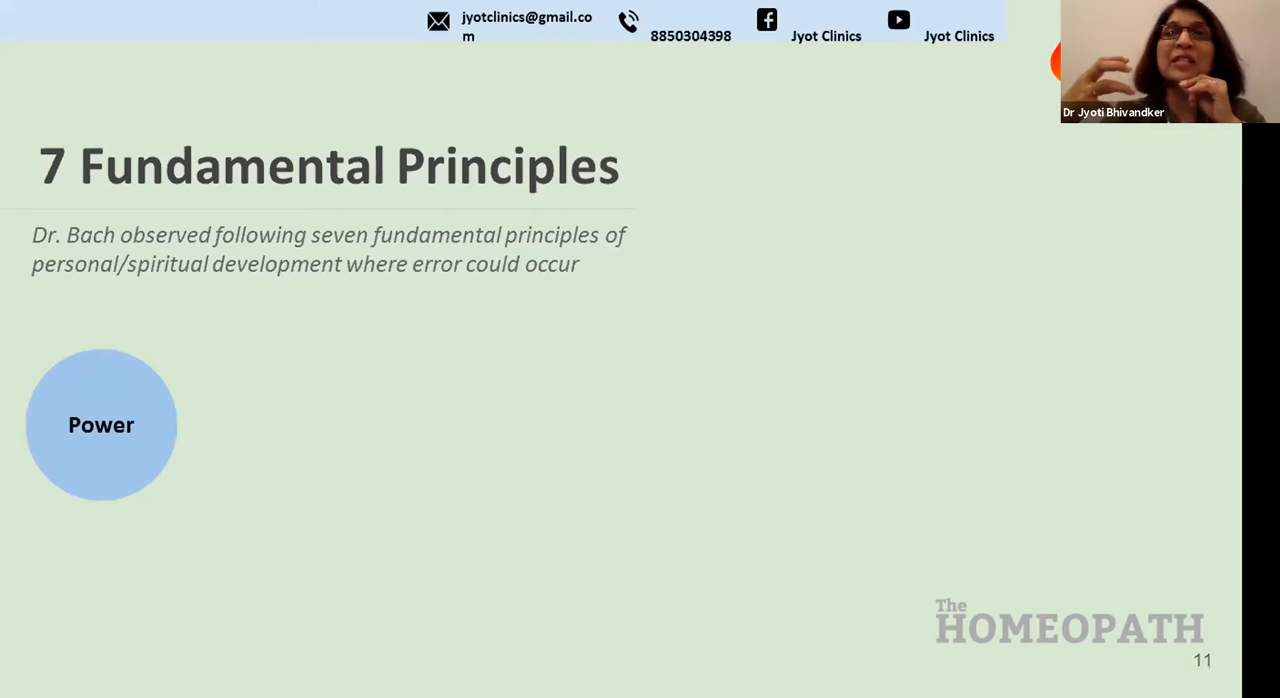 jyotclinics@gmail.co
m
8850304398
Jyot Clinics
Jyot Clinics
Dr Jyoti Bhivandker
7 Fundamental Principles
Dr. Bach observed following seven fundamental principles of
personal/spiritual development where error could occur
Power
The
HOMEOPATH
11